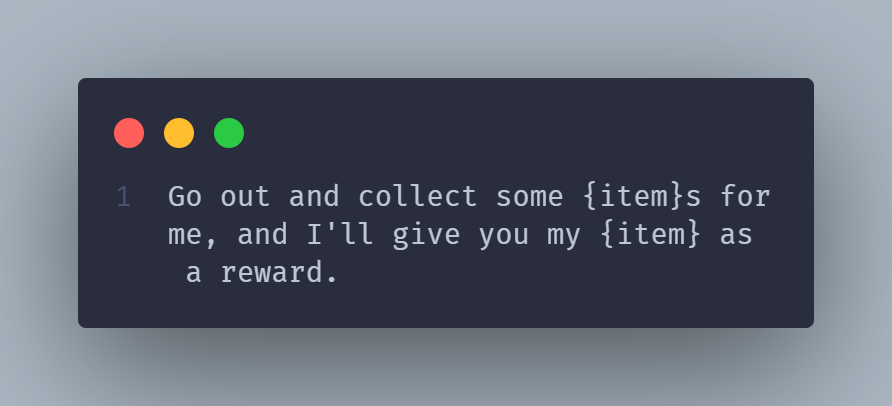 1 Go out and collect some {item}s for
me, and I'll give you my {item} as
a reward.